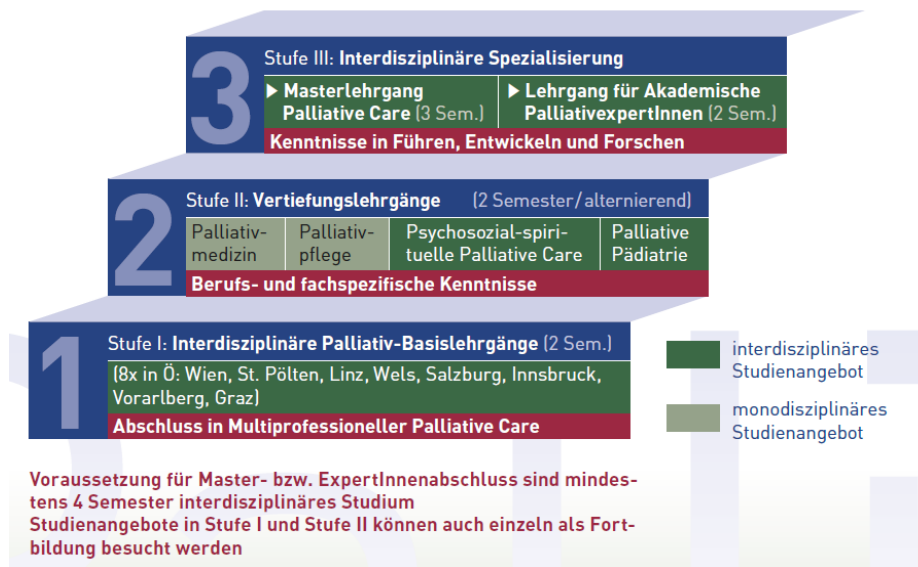 3
Stufe III: Interdisziplinäre Spezialisierung
▶ Masterlehrgang
Palliative Care (3 Sem.)
▶ Lehrgang für Akademische
PalliativexpertInnen (2 Sem.)
Kenntnisse in Führen, Entwickeln und Forschen
2
Stufe II: Vertiefungslehrgänge (2 Semester/alternierend)
Palliativ-
medizin
Palliativ-
pflege
Psychosozial-spiri-
tuelle Palliative Care
Palliative
Pädiatrie
Berufs- und fachspezifische Kenntnisse
1
Stufe I: Interdisziplinäre Palliativ-Basislehrgänge (2 Sem.)
(8x in Ö: Wien, St. Pölten, Linz, Wels, Salzburg, Innsbruck,
Vorarlberg, Graz)
Abschluss in Multiprofessioneller Palliative Care
interdisziplinäres
Studienangebot
monodisziplinäres
Studienangebot
Voraussetzung für Master- bzw. ExpertInnenabschluss sind mindes-
tens 4 Semester interdisziplinäres Studium
Studienangebote in Stufe I und Stufe II können auch einzeln als Fort-
bildung besucht werden